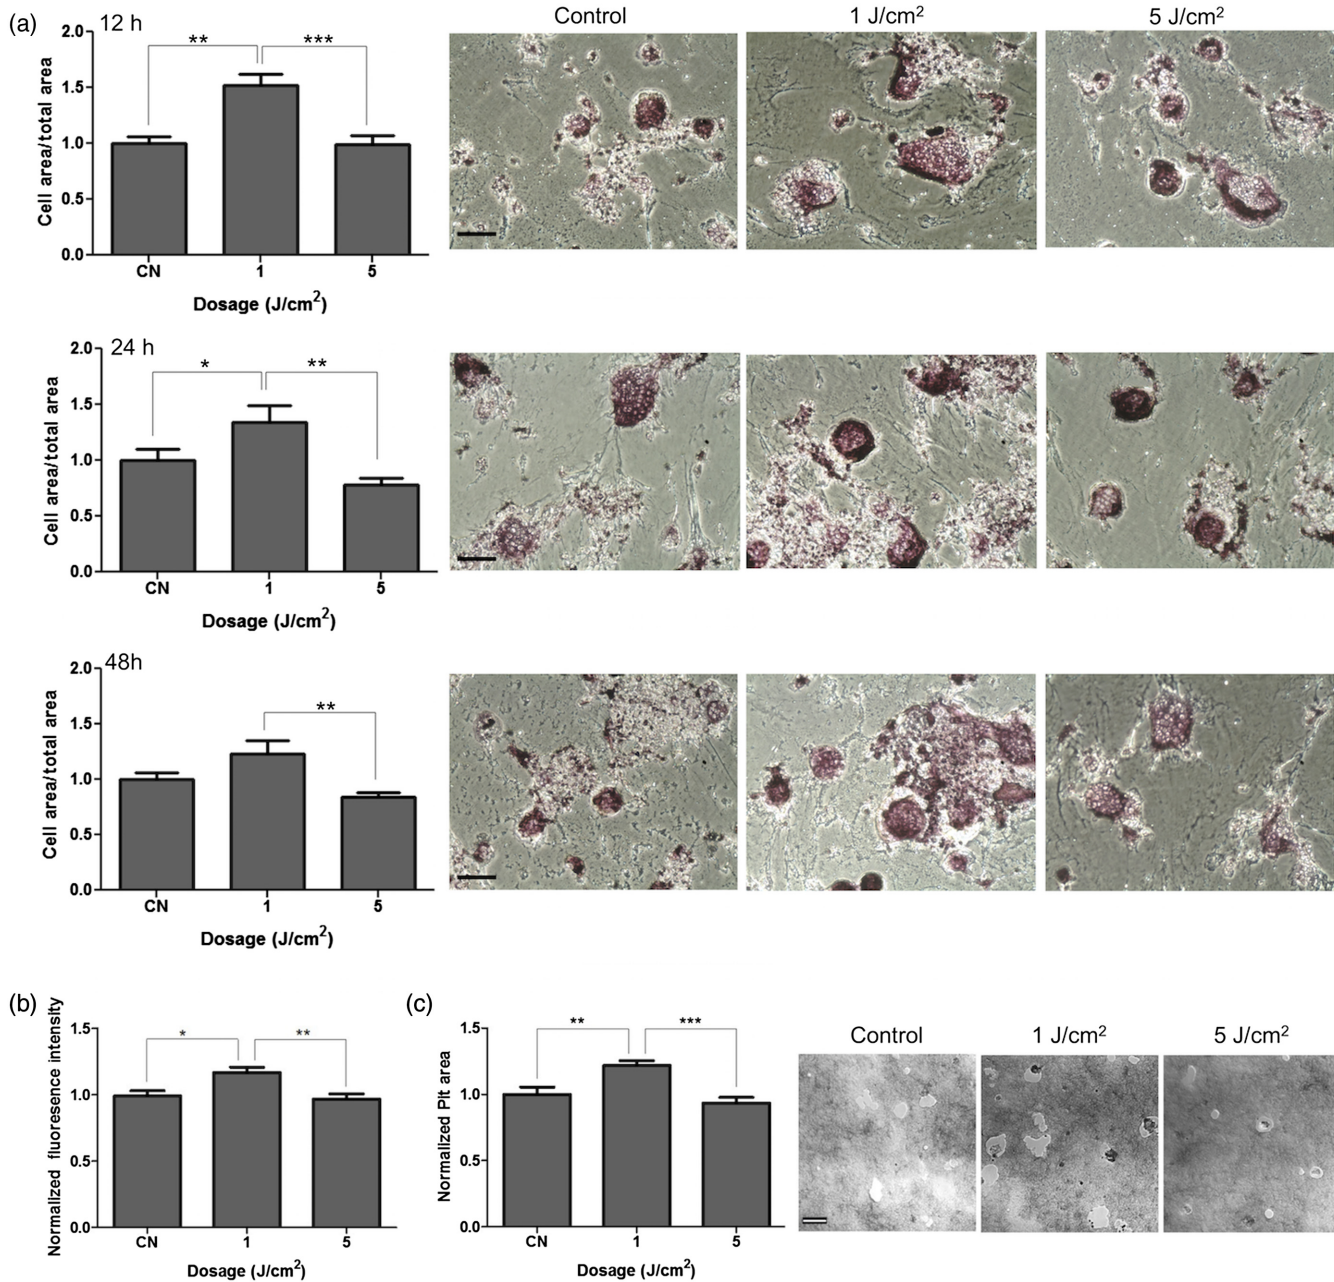 (a)
12 h
Control
1 J/cm²
5 J/cm²
Cell area/total area
2.0
1.5
1.0
0.5
0.0
** ***
CN 1 5
Dosage (J/cm²)
24 h
Cell area/total area
2.0
1.5
1.0
0.5
0.0
* **
CN 1 5
Dosage (J/cm²)
48h
Cell area/total area
2.0
1.5
1.0
0.5
0.0
**
CN 1 5
Dosage (J/cm²)
(b)
Normalized fluoresence intensity
1.5
1.0
0.5
0.0
* **
CN 1 5
Dosage (J/cm²)
(c)
Normalized Pit area
1.5
1.0
0.5
0.0
** ***
CN 1 5
Dosage (J/cm²)
Control
1 J/cm²
5 J/cm²